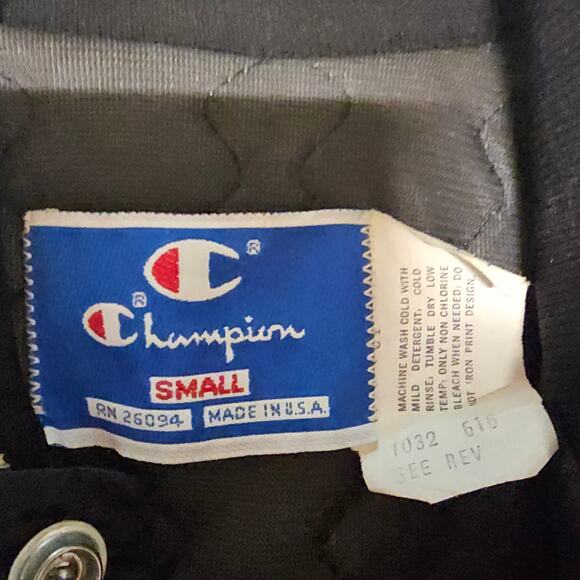 C ®
Champion ®
SMALL
RN 26094 MADE IN U.S.A.
MACHINE WASH COLD WITH
MILD DETERGENT; COLD
RINSE; TUMBLE DRY LOW
TEMP; ONLY NON CHLORINE
BLEACH WHEN NEEDED; DO
NOT IRON PRINT DESIGN.
7032 616
SEE REV